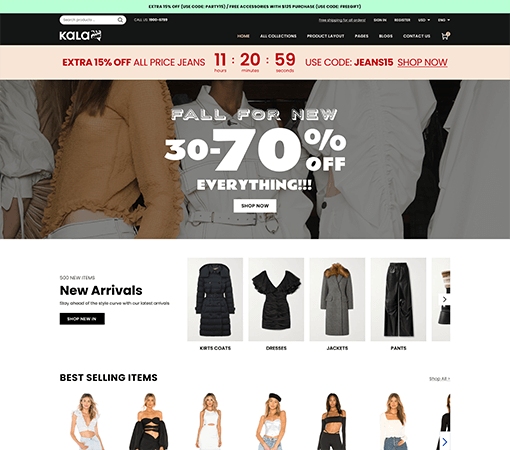 EXTRA 15% OFF (USE CODE: PARTY15) / FREE ACCESSORIES WITH $125 PURCHASE (USE CODE: FREEGIFT)
Search products ...
CALL US: 1900-3755
Free shipping for all orders!
SIGN IN
REGISTER
USD
ENG
KALA
HOME
ALL COLLECTIONS
PRODUCT LAYOUT
PAGES
BLOGS
CONTACT US
EXTRA 15% OFF ALL PRICE JEANS
11 : 20 : 59
hours minutes seconds
USE CODE: JEANS15 SHOP NOW
FALL FOR NEW
30-70% OFF
EVERYTHING!!!
SHOP NOW
500 NEW ITEMS
New Arrivals
Stay ahead of the style curve with our latest arrivals
SHOP NEW IN
KIRTS COATS
DRESSES
JACKETS
PANTS
BEST SELLING ITEMS
Shop All +